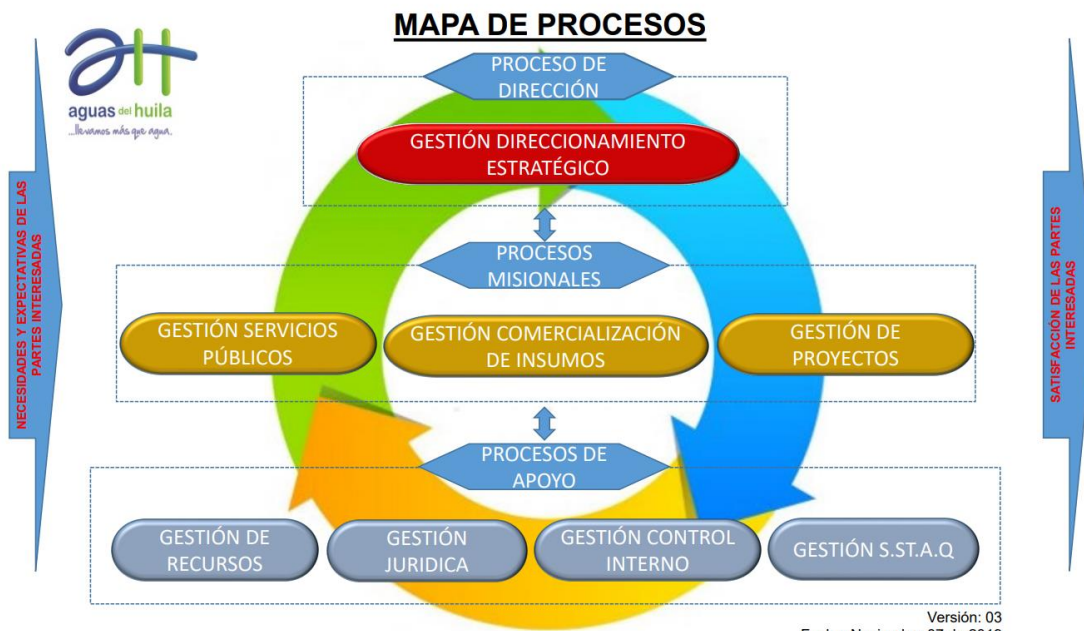 MAPA DE PROCESOS
aguas del huila
...llevamos más que agua.
PROCESO DE
DIRECCIÓN
GESTIÓN DIRECCIONAMIENTO
ESTRATÉGICO
NECESIDADES Y EXPECTATIVAS DE LAS
PARTES INTERESADAS
PROCESOS
MISIONALES
GESTIÓN SERVICIOS
PÚBLICOS
GESTIÓN COMERCIALIZACIÓN
DE INSUMOS
GESTIÓN DE
PROYECTOS
SATISFACCIÓN DE LAS PARTES
INTERESADAS
PROCESOS DE
APOYO
GESTIÓN DE
RECURSOS
GESTIÓN
JURIDICA
GESTIÓN CONTROL
INTERNO
GESTIÓN S.ST.A.Q
Versión: 03